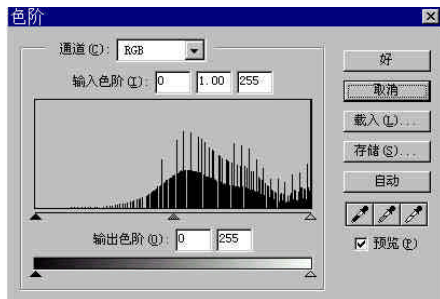 色阶
通道(C): RGB
输入色阶(I): 0 1.00 255
输出色阶(O): 0 255
好
取消
载入(L)...
存储(S)...
自动
预览(P)